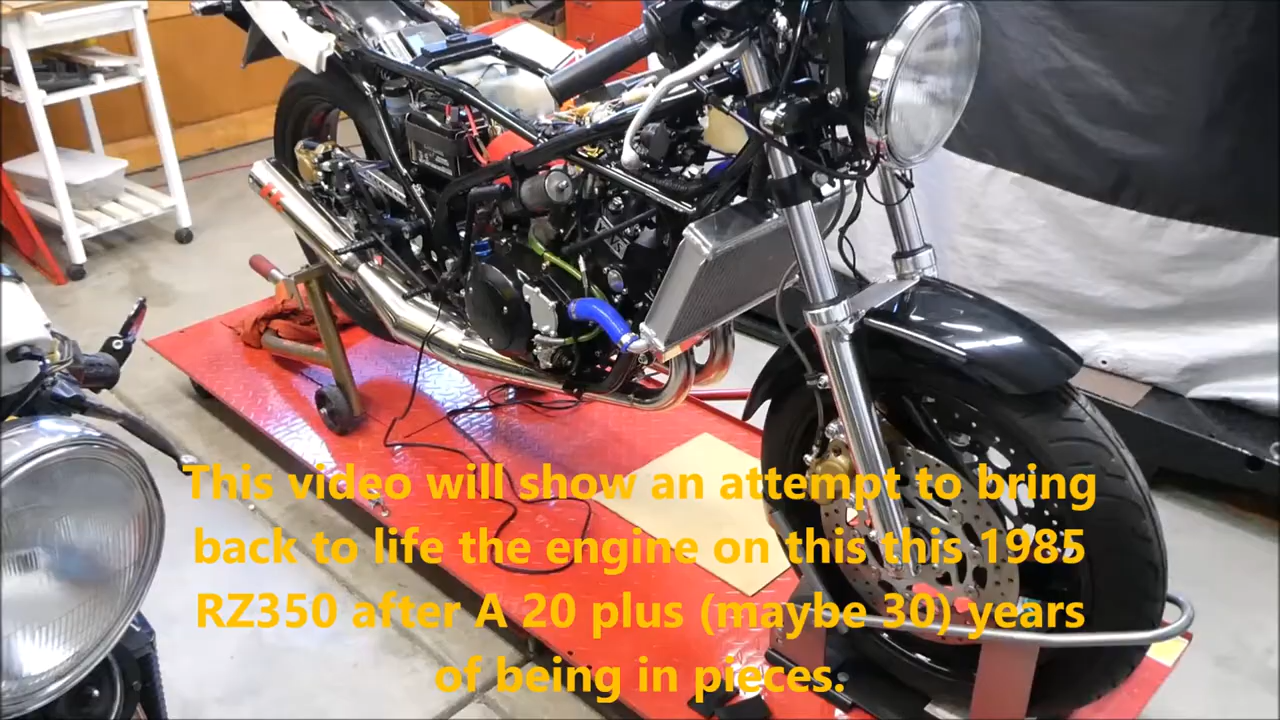 This video will show an attempt to bring
back to life the engine on this this 1985
RZ350 after A 20 plus (maybe 30) years
of being in pieces.